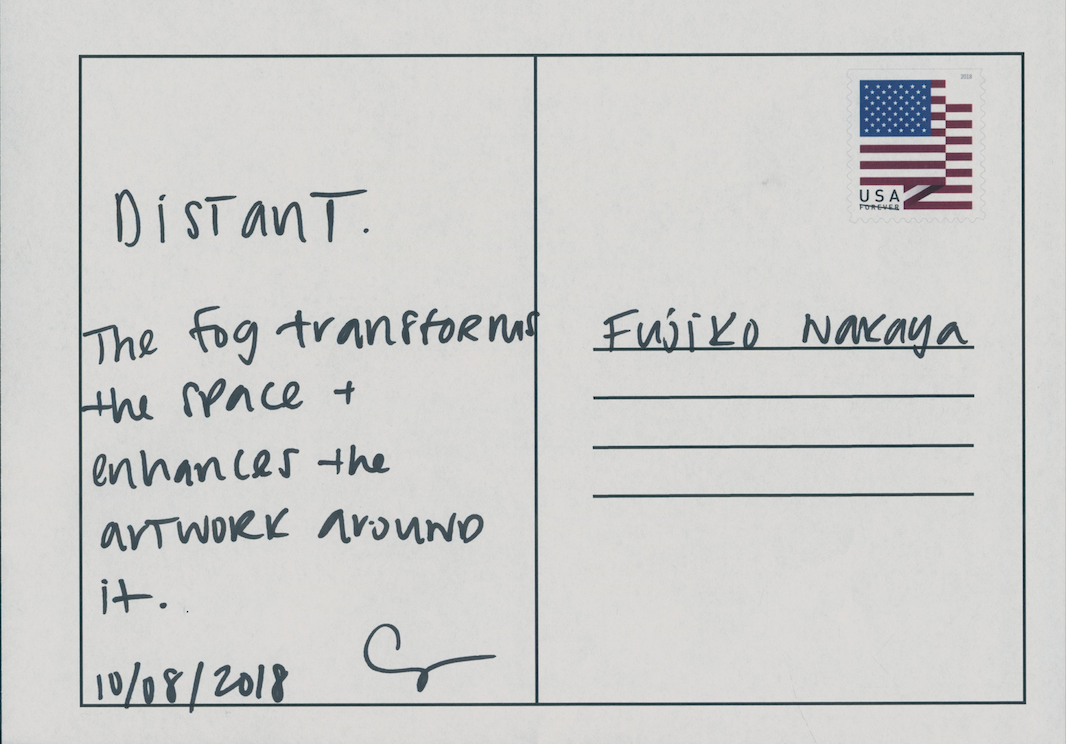 DISTANT.
The fog transforms
the space +
enhances the
artwork around
it.
10/08/2018
2018
USA
FOREVER
Fujiko Nakaya